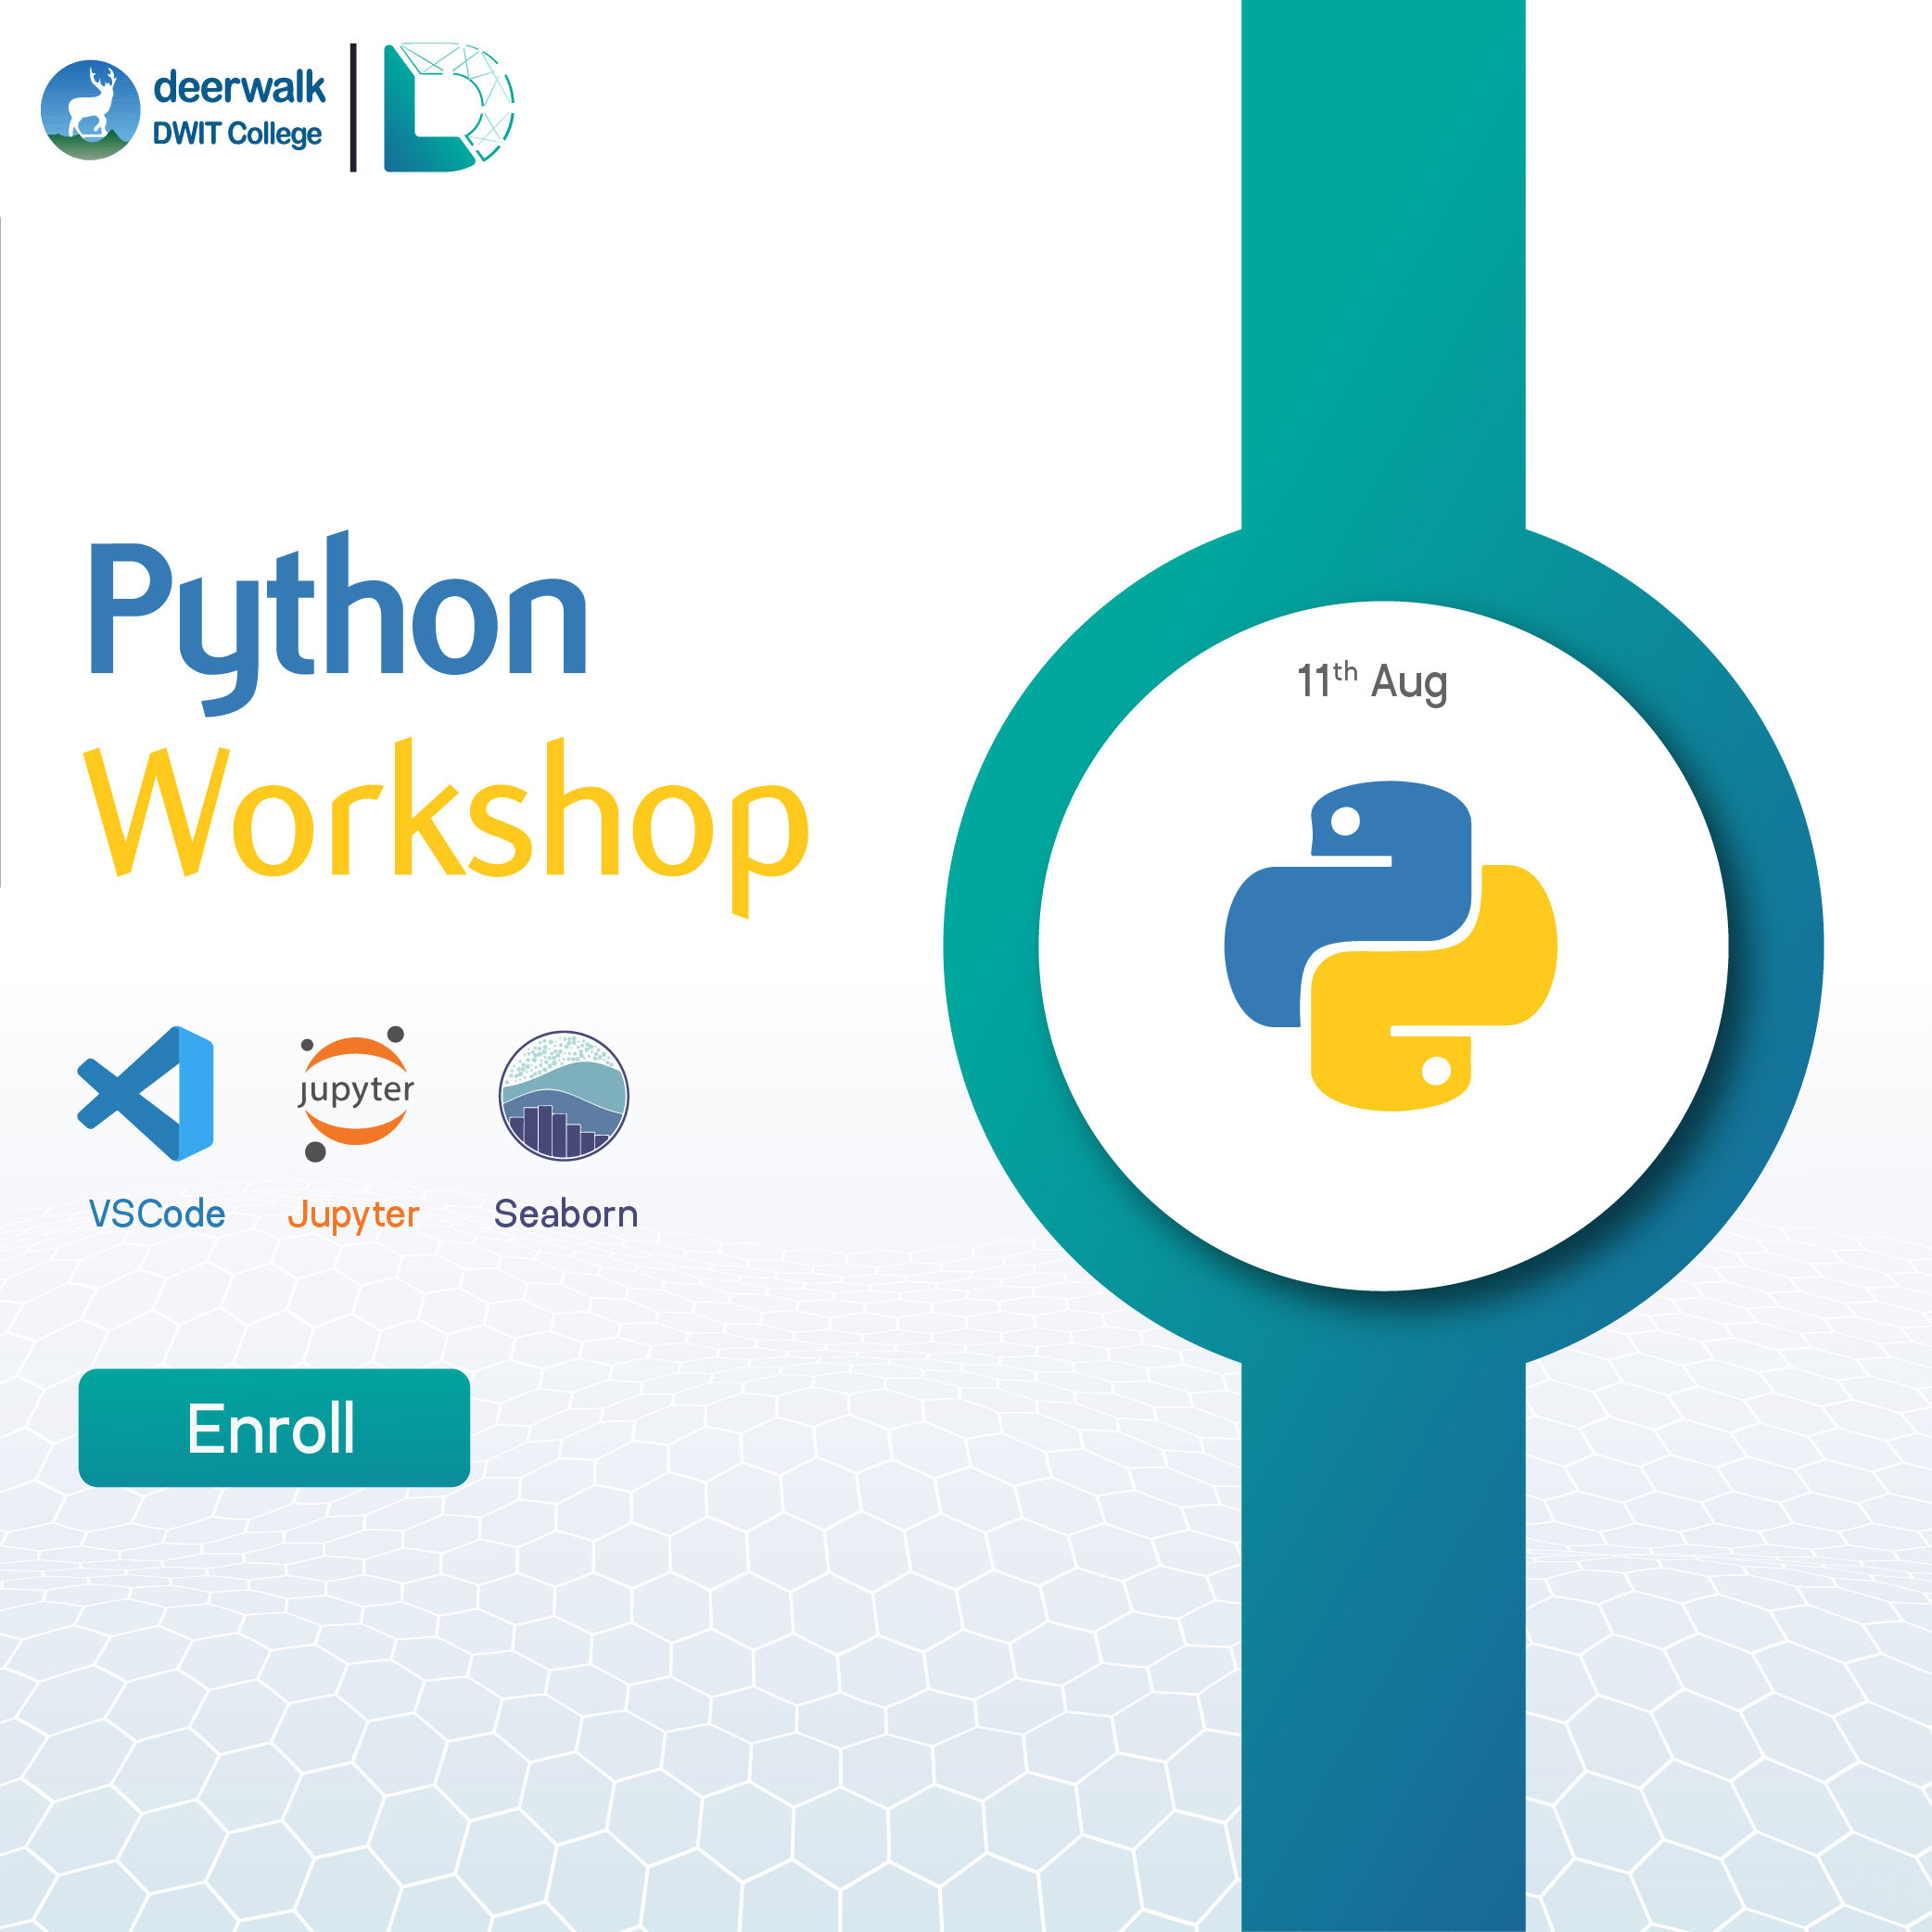 deerwalk
DWIT College
Python
Workshop
11th Aug
jupyter
VSCode
Jupyter
Seaborn
Enroll